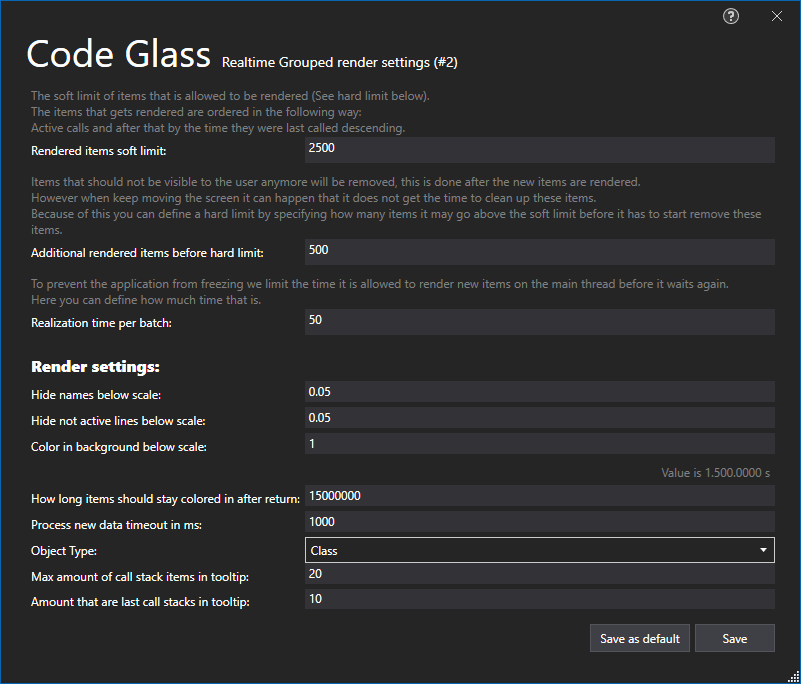 Code Glass Realtime Grouped render settings (#2)
The soft limit of items that is allowed to be rendered (See hard limit below).
The items that gets rendered are ordered in the following way:
Active calls and after that by the time they were last called descending.
Rendered items soft limit: 2500
Items that should not be visible to the user anymore will be removed, this is done after the new items are rendered.
However when keep moving the screen it can happen that it does not get the time to clean up these items.
Because of this you can define a hard limit by specifying how many items it may go above the soft limit before it has to start remove these
items.
Additional rendered items before hard limit: 500
To prevent the application from freezing we limit the time it is allowed to render new items on the main thread before it waits again.
Here you can define how much time that is.
Realization time per batch: 50
Render settings:
Hide names below scale: 0.05
Hide not active lines below scale: 0.05
Color in background below scale: 1
Value is 1.500.0000 s
How long items should stay colored in after return: 15000000
Process new data timeout in ms: 1000
Object Type: Class
Max amount of call stack items in tooltip: 20
Amount that are last call stacks in tooltip: 10
Save as default Save